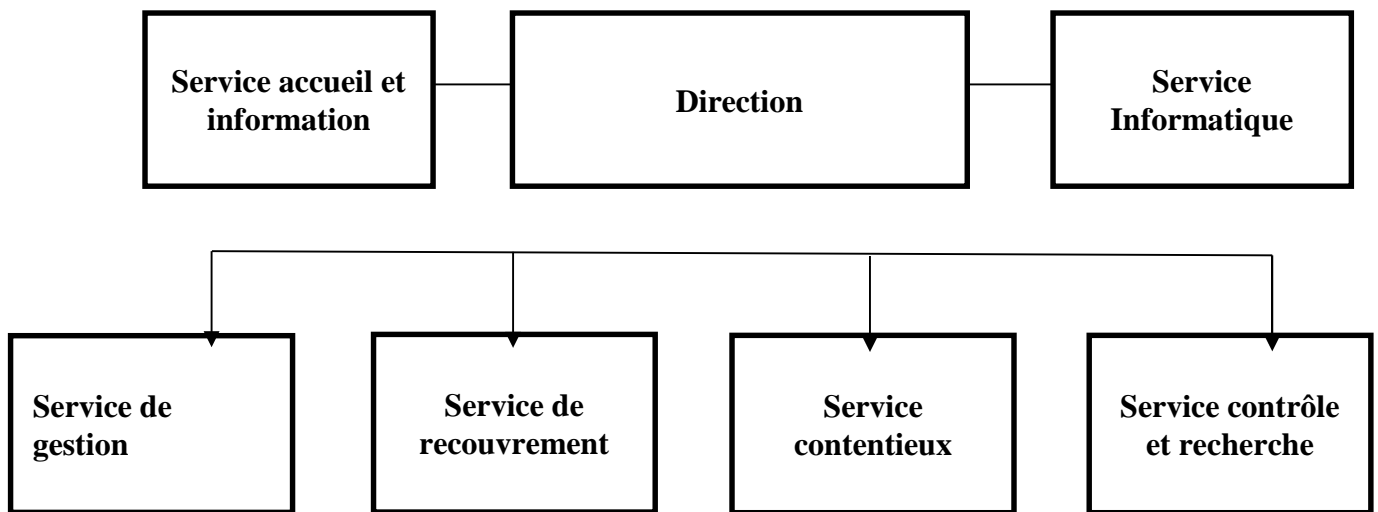 Service accueil et
information
Direction
Service
Informatique
Service de
gestion
Service de
recouvrement
Service
contentieux
Service contrôle
et recherche